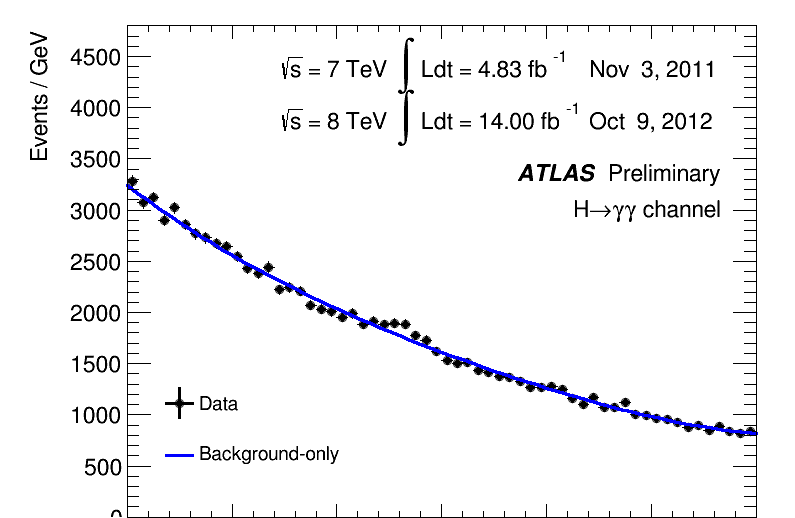 Events / GeV
4500
4000
3500
3000
2500
2000
1500
1000
500
0
√s = 7 TeV ∫ Ldt = 4.83 fb⁻¹ Nov 3, 2011
√s = 8 TeV ∫ Ldt = 14.00 fb⁻¹ Oct 9, 2012
ATLAS Preliminary
H→γγ channel
Data
Background-only